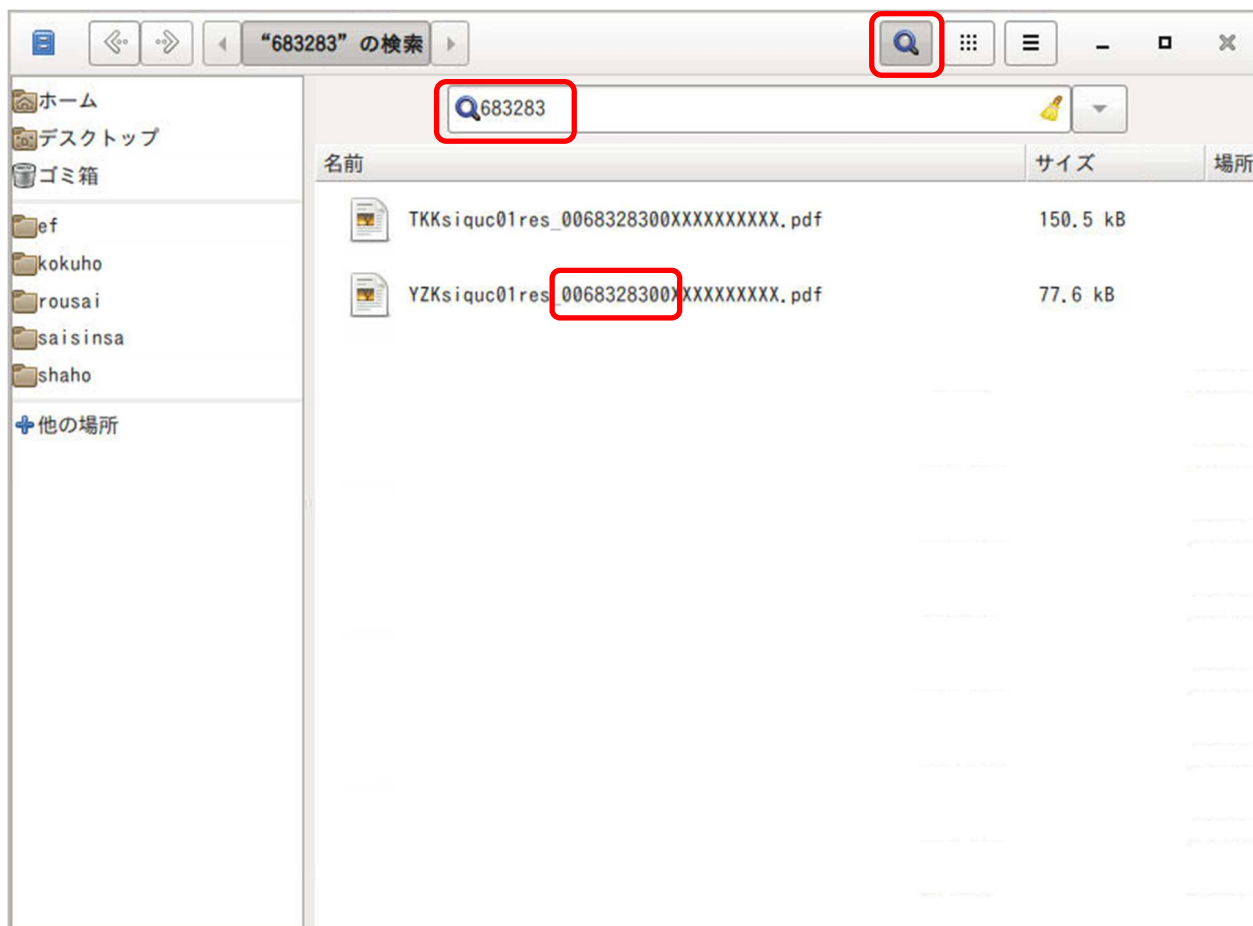 “683283”の検索
ホーム
デスクトップ
ゴミ箱
ef
kokuho
rousai
saisinsa
shaho
他の場所
683283
名前 サイズ 場所
TKKsiquc01res_0068328300XXXXXXXXXX.pdf 150.5 kB
YZKsiquc01res_0068328300XXXXXXXXXX.pdf 77.6 kB